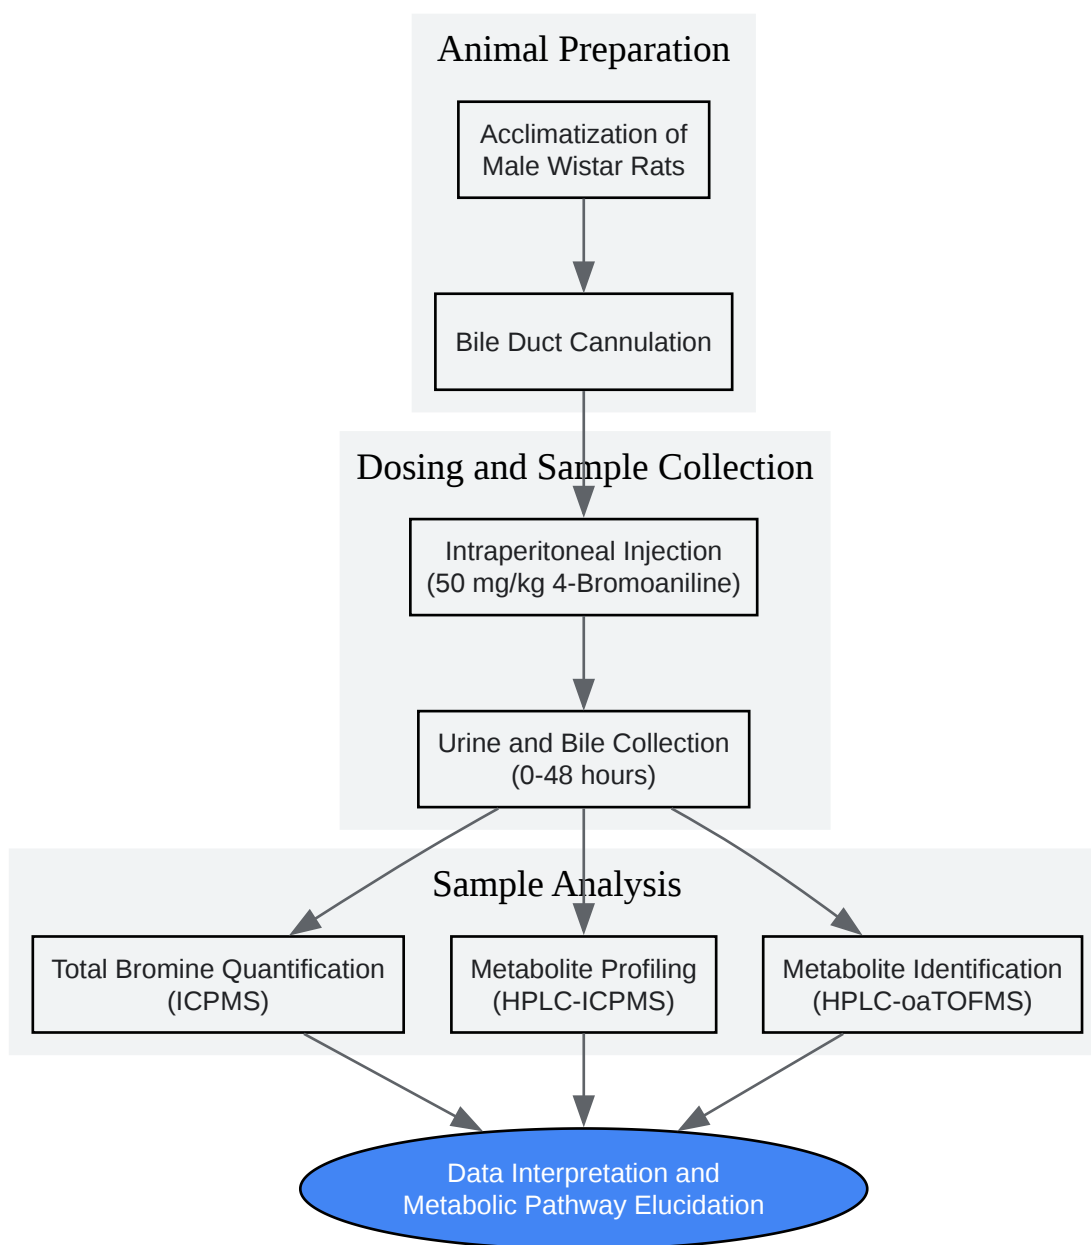 Animal Preparation
Acclimatization of
Male Wistar Rats
Bile Duct Cannulation
Dosing and Sample Collection
Intraperitoneal Injection
(50 mg/kg 4-Bromoaniline)
Urine and Bile Collection
(0-48 hours)
Sample Analysis
Total Bromine Quantification
(ICPMS)
Metabolite Profiling
(HPLC-ICPMS)
Metabolite Identification
(HPLC-oaTOFMS)
Data Interpretation and
Metabolic Pathway Elucidation